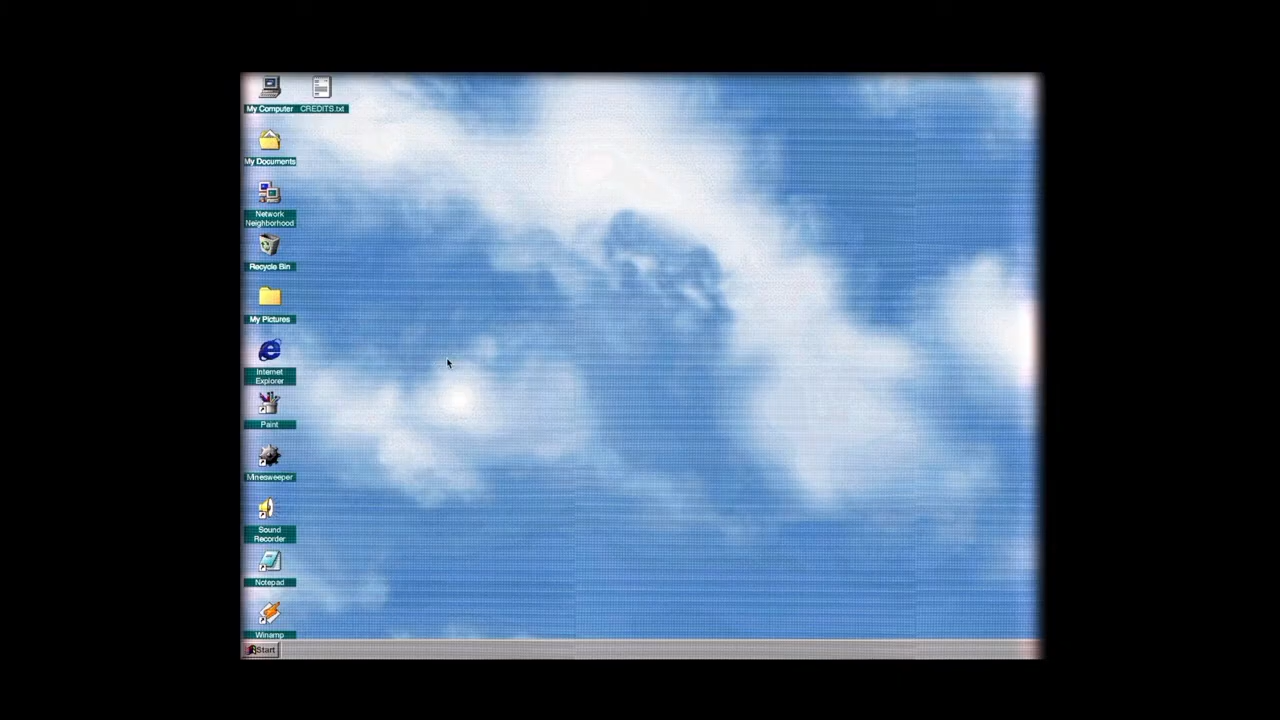 My Computer
CREDITS.txt
My Documents
Network
Neighborhood
Recycle Bin
My Pictures
Internet
Explorer
Paint
Minesweeper
Sound
Recorder
Notepad
Winamp
Start